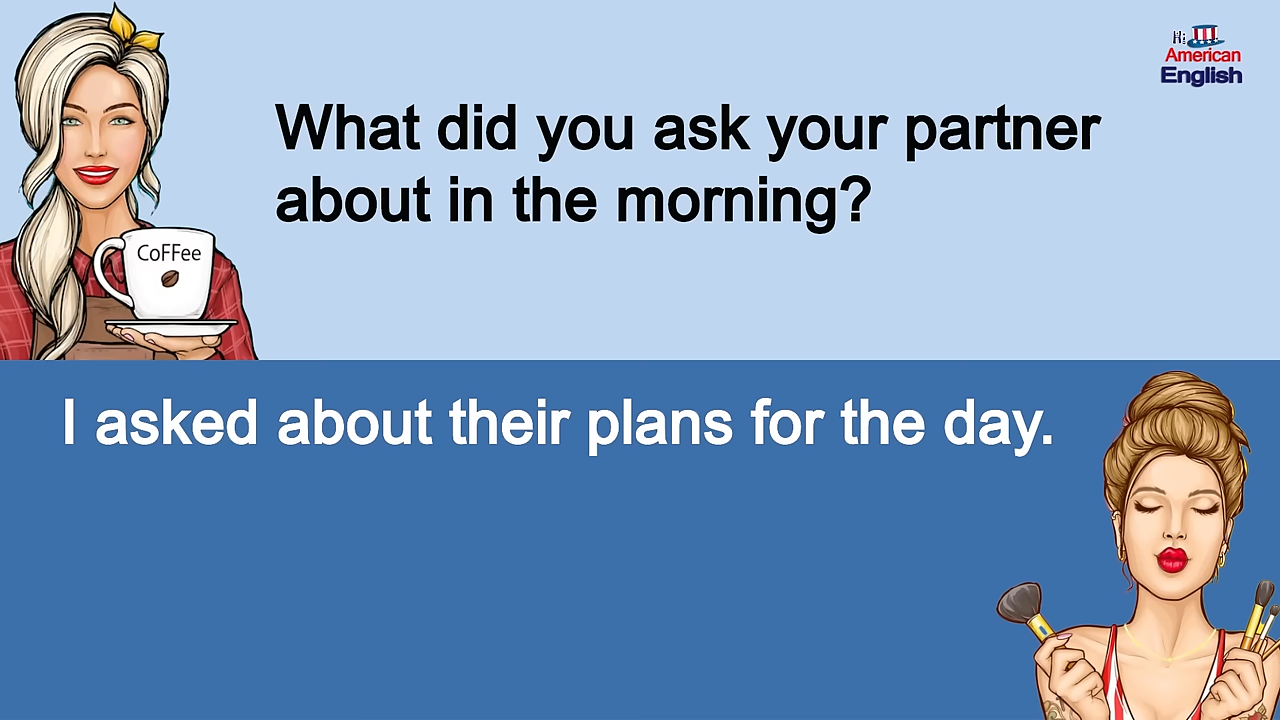 Hi
American
English
What did you ask your partner
about in the morning?
CoFFee
I asked about their plans for the day.